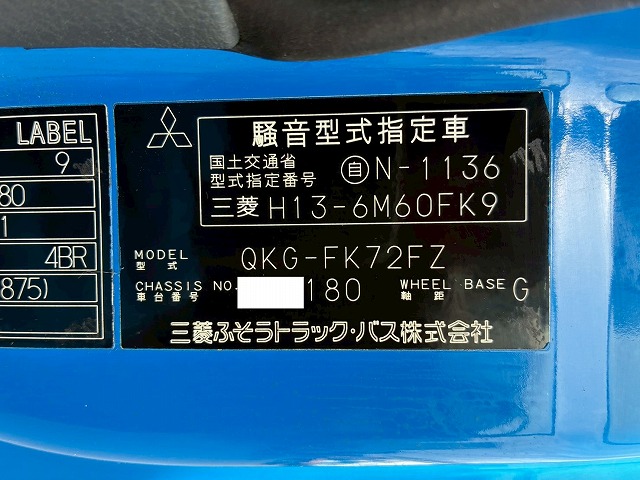 LABEL
9
80
1
4BR
875)
騒音型式指定車
国土交通省
型式指定番号
自N-1136
三菱 H13-6M60FK9
MODEL
型式
QKG-FK72FZ
CHASSIS NO.
車台番号
180
WHEEL BASE
軸距
G
三菱ふそうトラック・バス株式会社